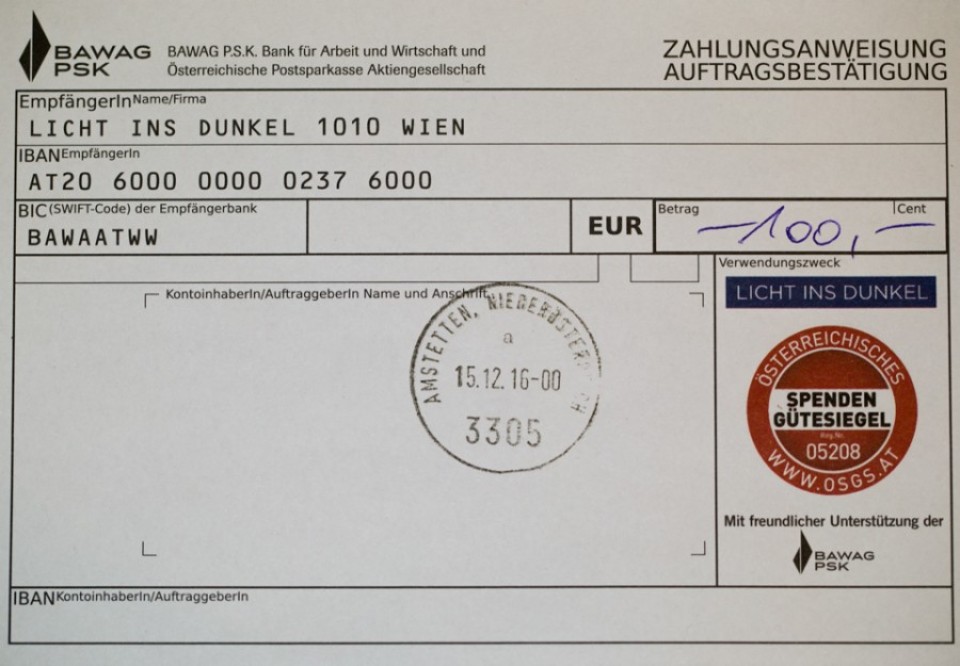 BAWAG
PSK
BAWAG P.S.K. Bank für Arbeit und Wirtschaft und
Österreichische Postsparkasse Aktiengesellschaft
ZAHLUNGSANWEISUNG
AUFTRAGSBESTÄTIGUNG
EmpfängerIn Name/Firma
LICHT INS DUNKEL 1010 WIEN
IBAN EmpfängerIn
AT20 6000 0000 0237 6000
BIC (SWIFT-Code) der Empfängerbank
BAWAATWW
EUR
Betrag
Cent
—100,—
Verwendungszweck
LICHT INS DUNKEL
KontoinhaberIn/AuftraggeberIn Name und Anschrift
AMSTETTEN, NIEDERÖSTERREICH
a
15.12.16-00
3305
ÖSTERREICHISCHES
SPENDEN
GÜTESIEGEL
Reg.Nr.
05208
WWW.OSGS.AT
Mit freundlicher Unterstützung der
BAWAG
PSK
IBAN KontoinhaberIn/AuftraggeberIn